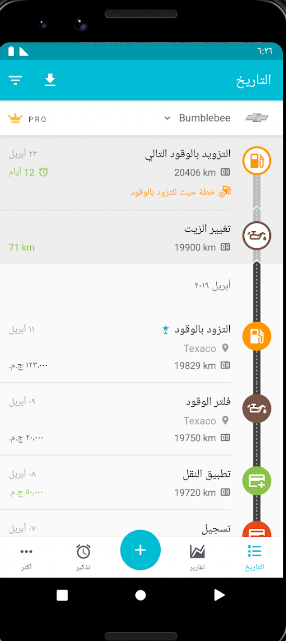 ٦:٢٦
التاريخ
Bumblebee
PRO
التزويد بالوقود التالي
٢٣ أبريل
20406 km
12 أيام
خطة حيث للتزود بالوقود
تغيير الزيت
19900 km
71 km
أبريل ٢٠١٩
التزود بالوقود
١١ أبريل
Texaco
19829 km
١٢٣,٠٠٠ ج.م.
فلتر الوقود
٠٩ أبريل
Texaco
19750 km
٢٠,٠٠٠ ج.م.
تطبيق النقل
٠٨ أبريل
19720 km
٥٠,٠٠٠ ج.م.
تسجيل
٠٧ أبريل
التاريخ
تقارير
+
تذكير
أكثر